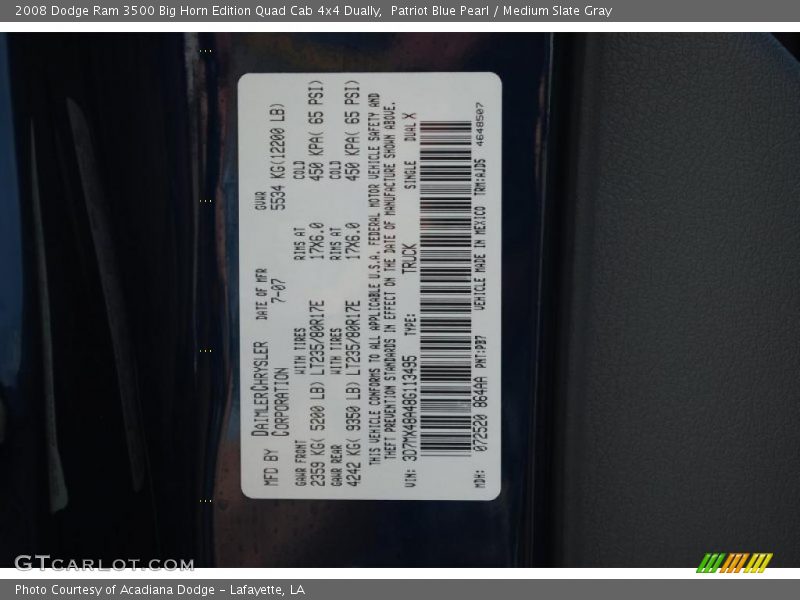 2008 Dodge Ram 3500 Big Horn Edition Quad Cab 4x4 Dually,  Patriot Blue Pearl / Medium Slate Gray
MFD BY DAIMLERCHRYSLER CORPORATION DATE OF MFR 7-07 GVWR 5534 KG(12200 LB)
GAWR FRONT WITH TIRES RIMS AT COLD
2359 KG( 5200 LB) LT235/80R17E 17X6.0 450 KPA( 65 PSI)
GAWR REAR WITH TIRES RIMS AT COLD
4242 KG( 9350 LB) LT235/80R17E 17X6.0 450 KPA( 65 PSI)
THIS VEHICLE CONFORMS TO ALL APPLICABLE U.S.A. FEDERAL MOTOR VEHICLE SAFETY AND
THEFT PREVENTION STANDARDS IN EFFECT ON THE DATE OF MANUFACTURE SHOWN ABOVE.
VIN: 3D7MX48A48G113495 TYPE: TRUCK SINGLE DUAL X
MDH: 072520 864AA PNT:PB7 VEHICLE MADE IN MEXICO TRM:AJD5 4648507
GTCARLOT.COM
Photo Courtesy of Acadiana Dodge - Lafayette, LA